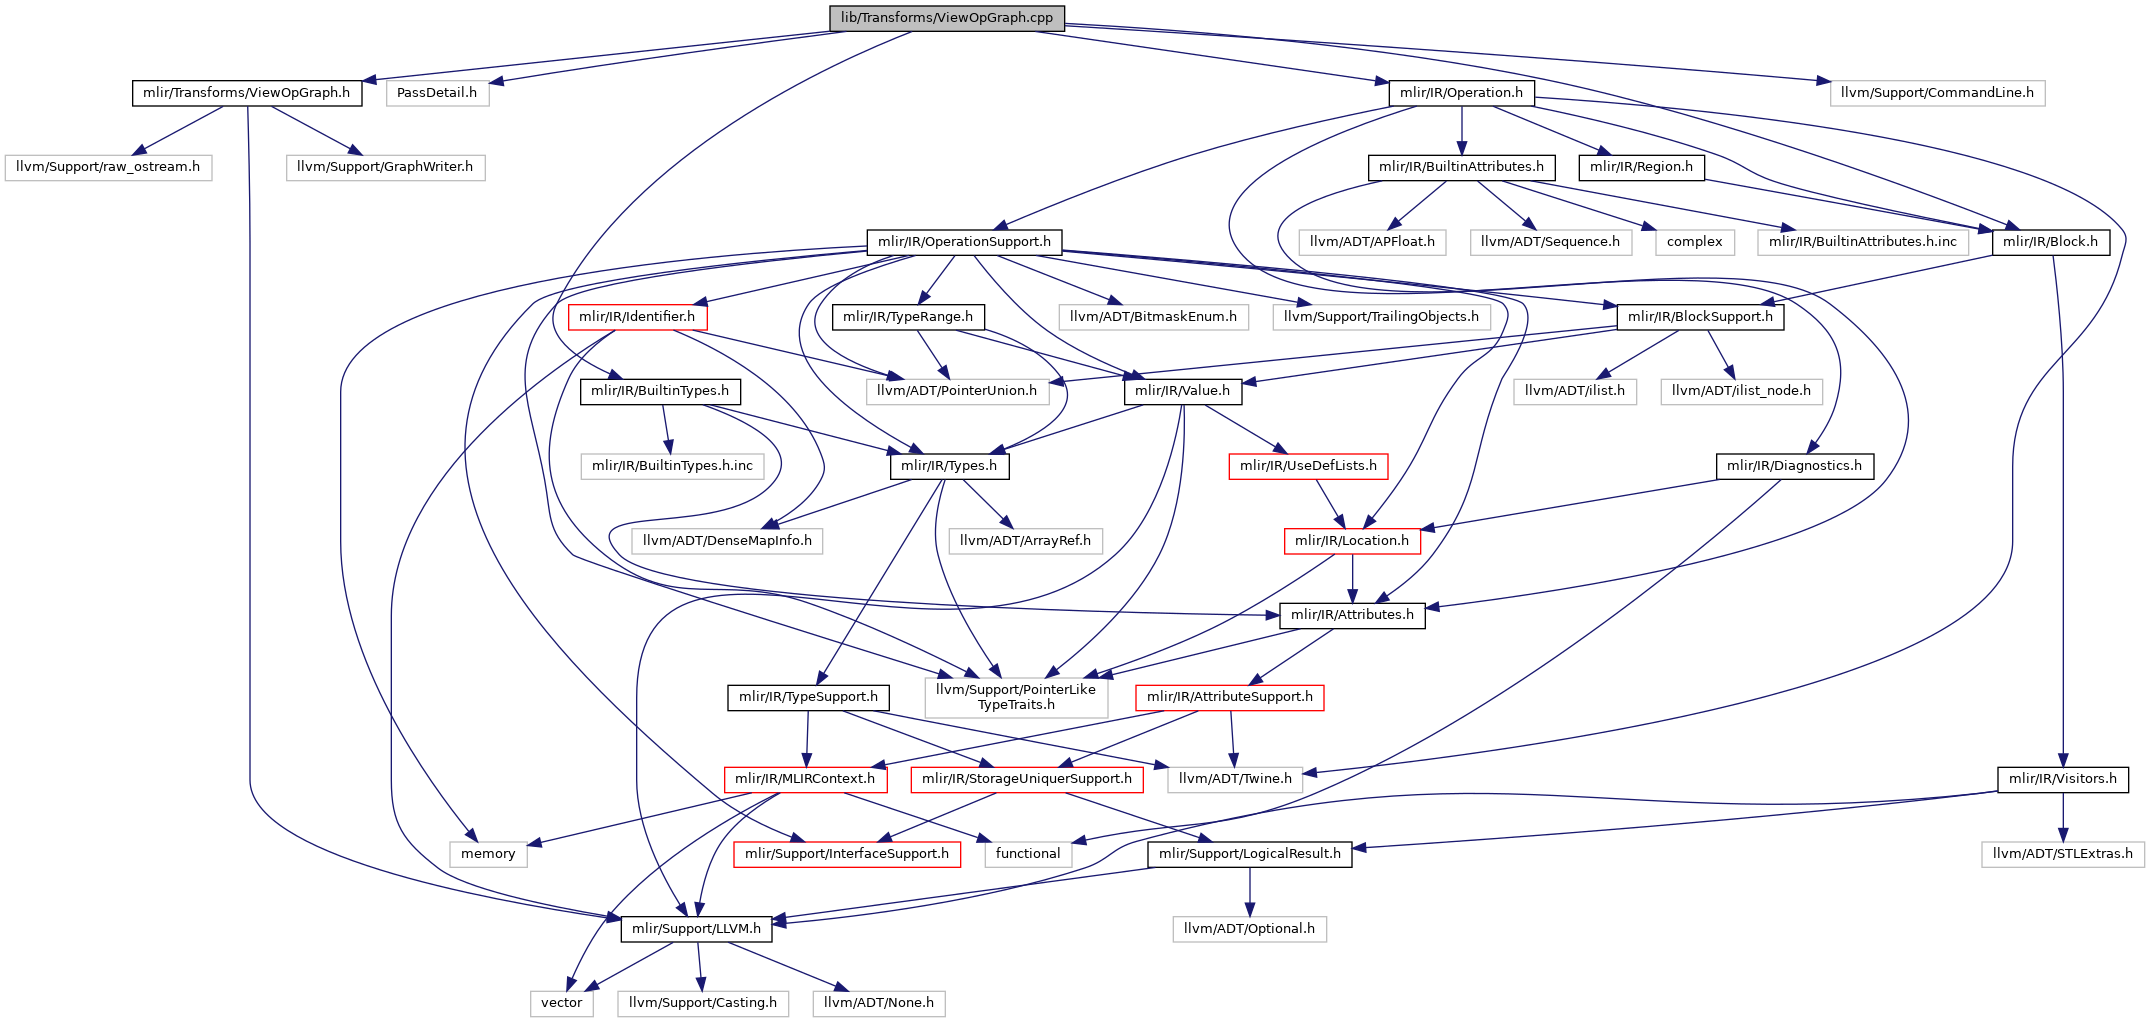 lib/Transforms/ViewOpGraph.cpp
mlir/Transforms/ViewOpGraph.h
PassDetail.h
mlir/IR/Operation.h
llvm/Support/CommandLine.h
llvm/Support/raw_ostream.h
llvm/Support/GraphWriter.h
mlir/IR/BuiltinAttributes.h
mlir/IR/Region.h
mlir/IR/OperationSupport.h
llvm/ADT/APFloat.h
llvm/ADT/Sequence.h
complex
mlir/IR/BuiltinAttributes.h.inc
mlir/IR/Block.h
mlir/IR/Identifier.h
mlir/IR/TypeRange.h
llvm/ADT/BitmaskEnum.h
llvm/Support/TrailingObjects.h
mlir/IR/BlockSupport.h
mlir/IR/BuiltinTypes.h
llvm/ADT/PointerUnion.h
mlir/IR/Value.h
llvm/ADT/ilist.h
llvm/ADT/ilist_node.h
mlir/IR/BuiltinTypes.h.inc
mlir/IR/Types.h
mlir/IR/UseDefLists.h
mlir/IR/Diagnostics.h
llvm/ADT/DenseMapInfo.h
llvm/ADT/ArrayRef.h
mlir/IR/Location.h
mlir/IR/Attributes.h
mlir/IR/TypeSupport.h
llvm/Support/PointerLike
TypeTraits.h
mlir/IR/AttributeSupport.h
mlir/IR/MLIRContext.h
mlir/IR/StorageUniquerSupport.h
llvm/ADT/Twine.h
mlir/IR/Visitors.h
memory
mlir/Support/InterfaceSupport.h
functional
mlir/Support/LogicalResult.h
llvm/ADT/STLExtras.h
mlir/Support/LLVM.h
llvm/ADT/Optional.h
vector
llvm/Support/Casting.h
llvm/ADT/None.h